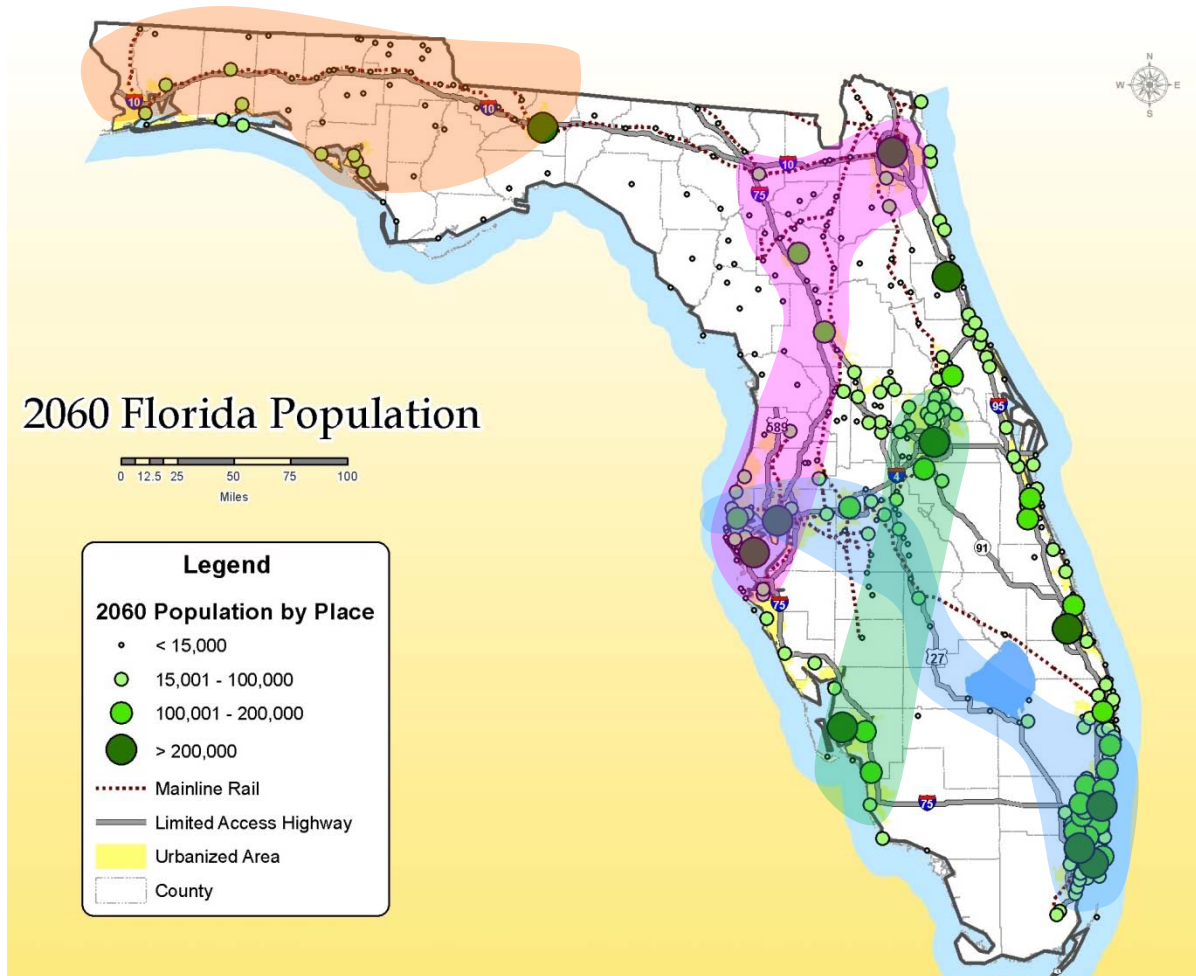 N
W E
S
10
10
10
75
2060 Florida Population
0 12.5 25 50 75 100
Miles
95
589
4
91
75
27
75
Legend
2060 Population by Place
< 15,000
15,001 - 100,000
100,001 - 200,000
> 200,000
Mainline Rail
Limited Access Highway
Urbanized Area
County